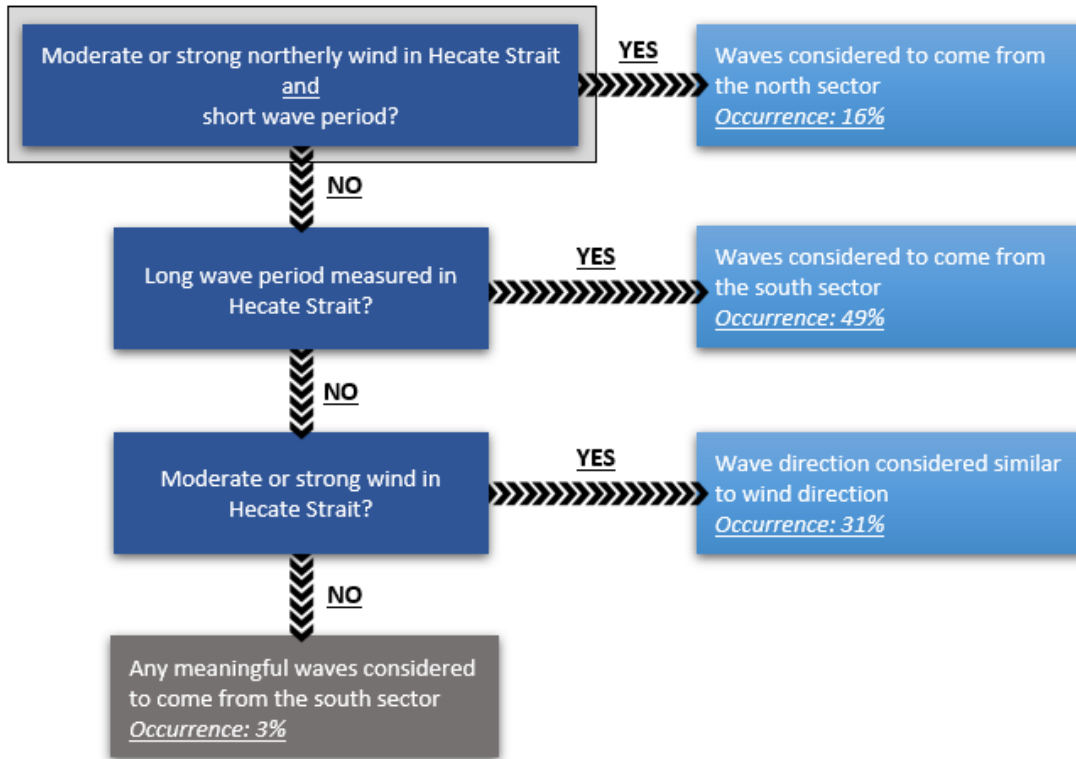 Moderate or strong northerly wind in Hecate Strait
and
short wave period?
YES
Waves considered to come from
the north sector
Occurrence: 16%
NO
Long wave period measured in
Hecate Strait?
YES
Waves considered to come from
the south sector
Occurrence: 49%
NO
Moderate or strong wind in
Hecate Strait?
YES
Wave direction considered similar
to wind direction
Occurrence: 31%
NO
Any meaningful waves considered
to come from the south sector
Occurrence: 3%